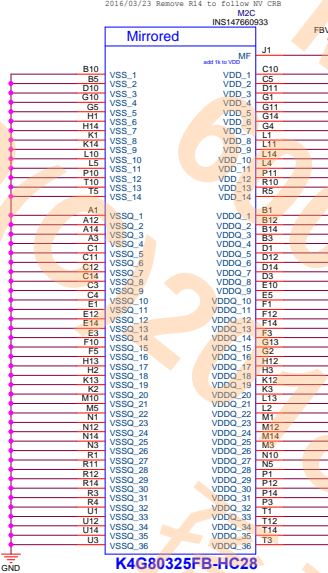 2016/03/23 Remove R14 to follow NV CRB
M2C
INS147660933
Mirrored
FBV
MF J1
add 1k to VDD
B10 VSS_1 VDD_1 C10
B5 VSS_2 VDD_2 C5
D10 VSS_3 VDD_3 D11
G10 VSS_4 VDD_4 G1
G5 VSS_5 VDD_5 G11
H1 VSS_6 VDD_6 G14
H14 VSS_7 VDD_7 G4
K1 VSS_8 VDD_8 L1
K14 VSS_9 VDD_9 L11
L10 VSS_10 VDD_10 L14
L5 VSS_11 VDD_11 L4
P10 VSS_12 VDD_12 P11
T10 VSS_13 VDD_13 R10
T5 VSS_14 VDD_14 R5
A1 VSSQ_1 VDDQ_1 B1
A12 VSSQ_2 VDDQ_2 B12
A14 VSSQ_3 VDDQ_3 B14
A3 VSSQ_4 VDDQ_4 B3
C1 VSSQ_5 VDDQ_5 D1
C11 VSSQ_6 VDDQ_6 D12
C12 VSSQ_7 VDDQ_7 D14
C14 VSSQ_8 VDDQ_8 D3
C3 VSSQ_9 VDDQ_9 E10
C4 VSSQ_10 VDDQ_10 E5
E1 VSSQ_11 VDDQ_11 F1
E12 VSSQ_12 VDDQ_12 F12
E14 VSSQ_13 VDDQ_13 F14
E3 VSSQ_14 VDDQ_14 F3
F10 VSSQ_15 VDDQ_15 G13
F5 VSSQ_16 VDDQ_16 G2
H13 VSSQ_17 VDDQ_17 H12
H2 VSSQ_18 VDDQ_18 H3
K13 VSSQ_19 VDDQ_19 K12
K2 VSSQ_20 VDDQ_20 K3
M10 VSSQ_21 VDDQ_21 L13
M5 VSSQ_22 VDDQ_22 L2
N1 VSSQ_23 VDDQ_23 M1
N12 VSSQ_24 VDDQ_24 M12
N14 VSSQ_25 VDDQ_25 M14
N3 VSSQ_26 VDDQ_26 M3
R1 VSSQ_27 VDDQ_27 N10
R11 VSSQ_28 VDDQ_28 N5
R12 VSSQ_29 VDDQ_29 P1
R14 VSSQ_30 VDDQ_30 P12
R3 VSSQ_31 VDDQ_31 P14
R4 VSSQ_32 VDDQ_32 P3
U1 VSSQ_33 VDDQ_33 T1
U12 VSSQ_34 VDDQ_34 T12
U14 VSSQ_35 VDDQ_35 T14
U3 VSSQ_36 VDDQ_36 T3
GND
K4G80325FB-HC28